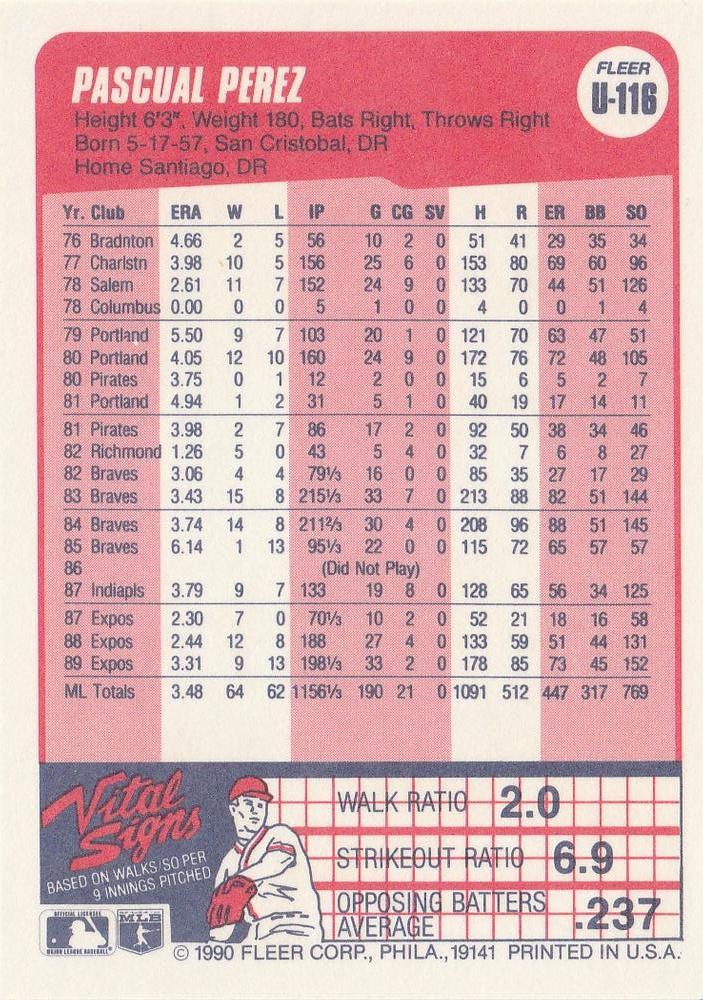 PASCUAL PEREZ
FLEER
U-116
Height 6'3", Weight 180, Bats Right, Throws Right
Born 5-17-57, San Cristobal, DR
Home Santiago, DR
Yr. Club ERA W L IP G CG SV H R ER BB SO
76 Bradnton 4.66 2 5 56 10 2 0 51 41 29 35 34
77 Charlstn 3.98 10 5 156 25 6 0 153 80 69 60 96
78 Salem 2.61 11 7 152 24 9 0 133 70 44 51 126
78 Columbus 0.00 0 0 5 1 0 0 4 0 0 1 4
79 Portland 5.50 9 7 103 20 1 0 121 70 63 47 51
80 Portland 4.05 12 10 160 24 9 0 172 76 72 48 105
80 Pirates 3.75 0 1 12 2 0 0 15 6 5 2 7
81 Portland 4.94 1 2 31 5 1 0 40 19 17 14 11
81 Pirates 3.98 2 7 86 17 2 0 92 50 38 34 46
82 Richmond 1.26 5 0 43 5 4 0 32 7 6 8 27
82 Braves 3.06 4 4 79⅓ 16 0 0 85 35 27 17 29
83 Braves 3.43 15 8 215⅓ 33 7 0 213 88 82 51 144
84 Braves 3.74 14 8 211⅔ 30 4 0 208 96 88 51 145
85 Braves 6.14 1 13 95⅓ 22 0 0 115 72 65 57 57
86 (Did Not Play)
87 Indiapls 3.79 9 7 133 19 8 0 128 65 56 34 125
87 Expos 2.30 7 0 70⅓ 10 2 0 52 21 18 16 58
88 Expos 2.44 12 8 188 27 4 0 133 59 51 44 131
89 Expos 3.31 9 13 198⅓ 33 2 0 178 85 73 45 152
ML Totals 3.48 64 62 1156⅓ 190 21 0 1091 512 447 317 769
Vital
Signs
BASED ON WALKS/SO PER
9 INNINGS PITCHED
WALK RATIO 2.0
STRIKEOUT RATIO 6.9
OPPOSING BATTERS
AVERAGE .237
OFFICIAL LICENSEE
MAJOR LEAGUE BASEBALL
MLB
© 1990 FLEER CORP., PHILA., 19141 PRINTED IN U.S.A.